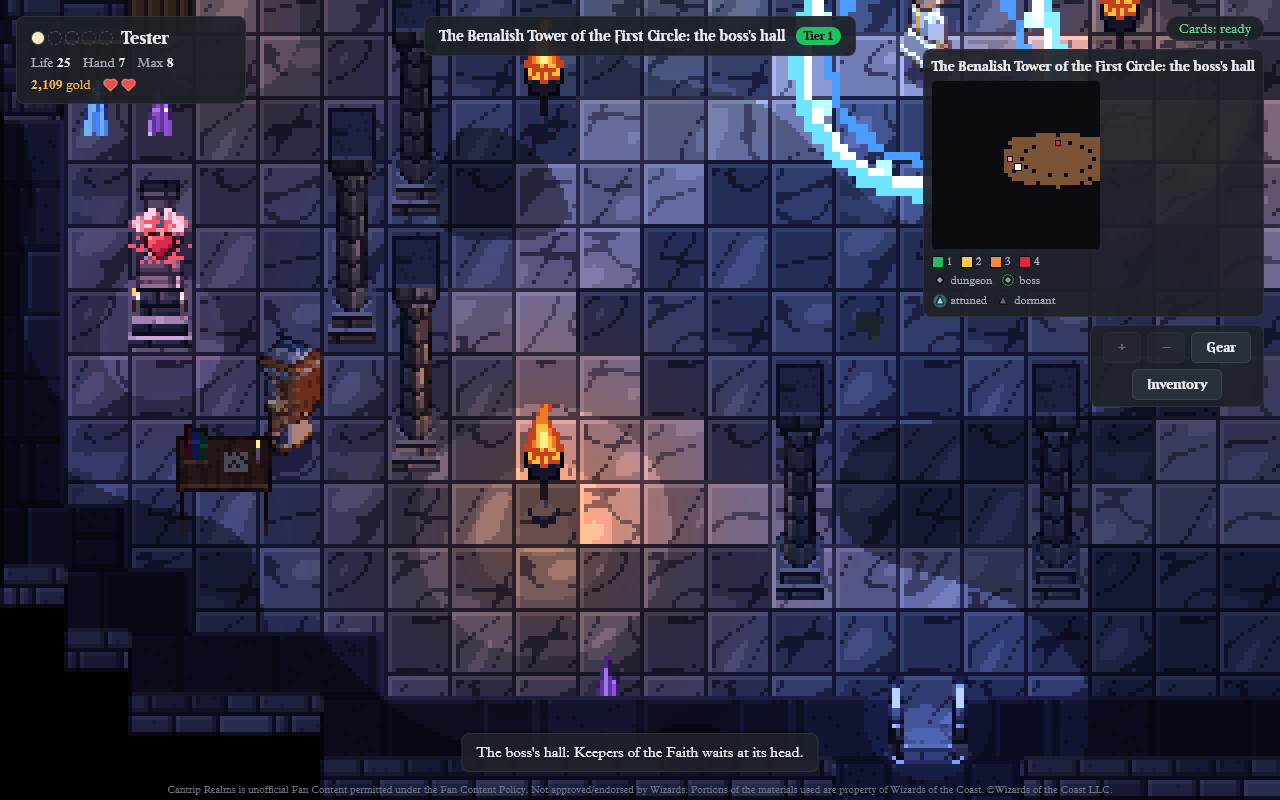 Tester
Life 25 Hand 7 Max 8
2,109 gold
The Benalish Tower of the First Circle: the boss's hall Tier 1
Cards: ready
The Benalish Tower of the First Circle: the boss's hall
1 2 3 4
dungeon boss
attuned dormant
+ − Gear
Inventory
The boss's hall: Keepers of the Faith waits at its head.
Cantrip Realms is unofficial Fan Content permitted under the Fan Content Policy. Not approved/endorsed by Wizards. Portions of the materials used are property of Wizards of the Coast. ©Wizards of the Coast LLC.